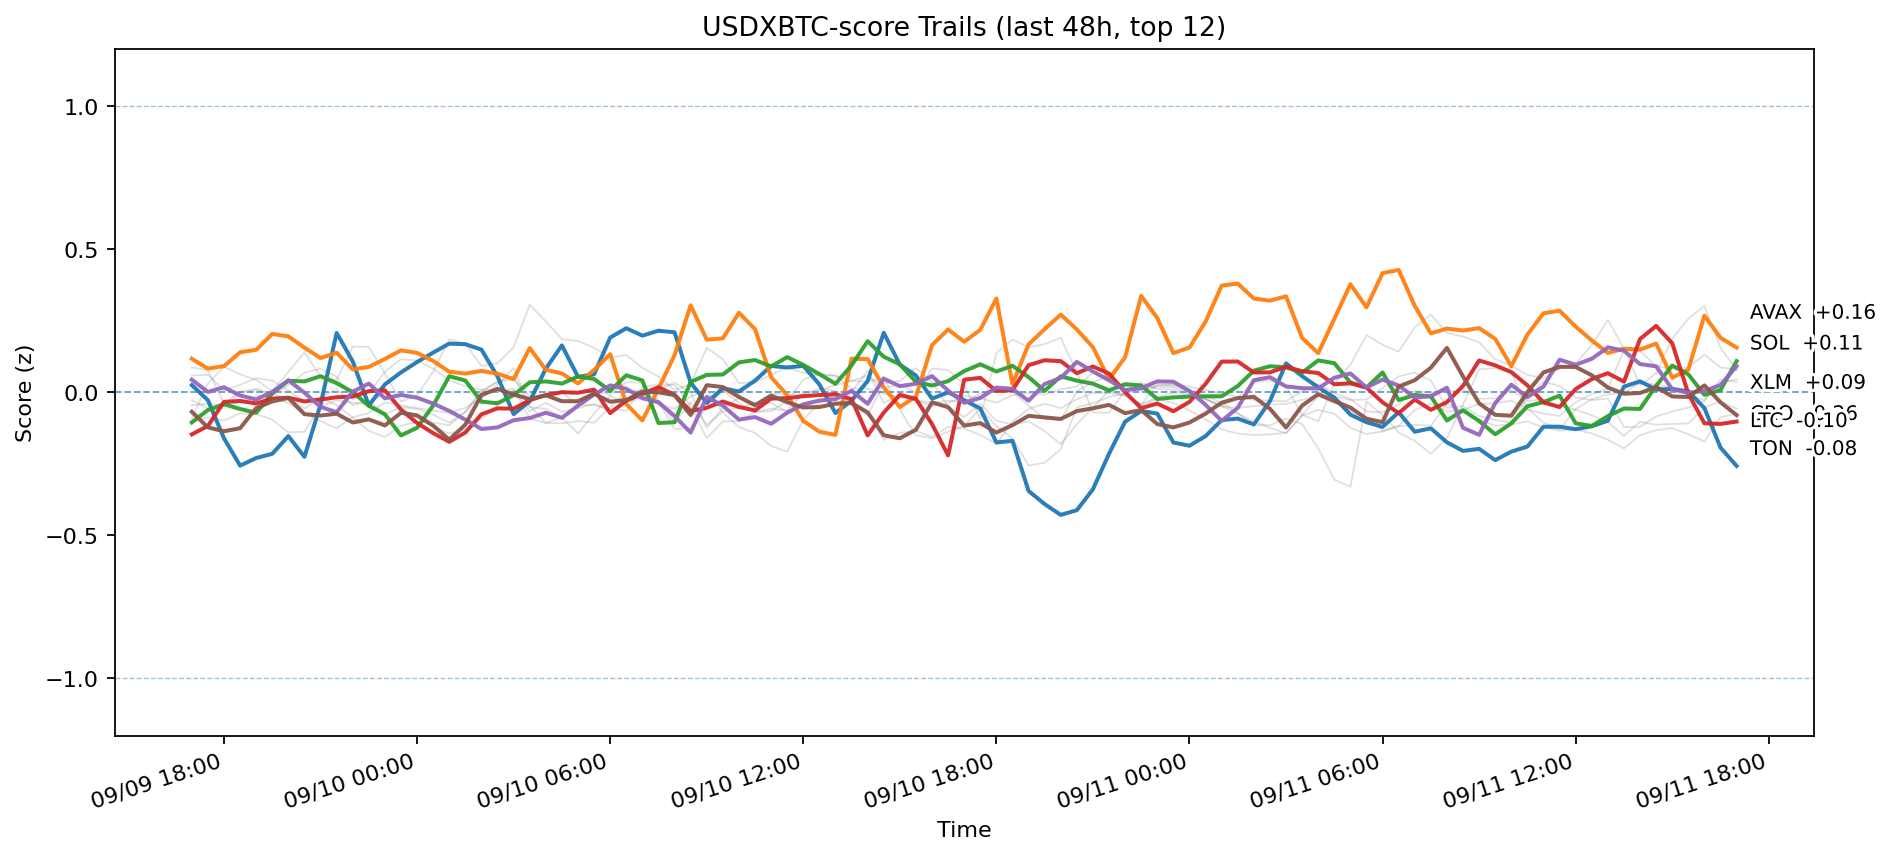 USDXBTC-score Trails (last 48h, top 12)
Score (z)
1.0
0.5
0.0
−0.5
−1.0
AVAX +0.16
SOL +0.11
XLM +0.09
LTC -0.10
TON -0.08
09/09 18:00
09/10 00:00
09/10 06:00
09/10 12:00
09/10 18:00
09/11 00:00
09/11 06:00
09/11 12:00
09/11 18:00
Time